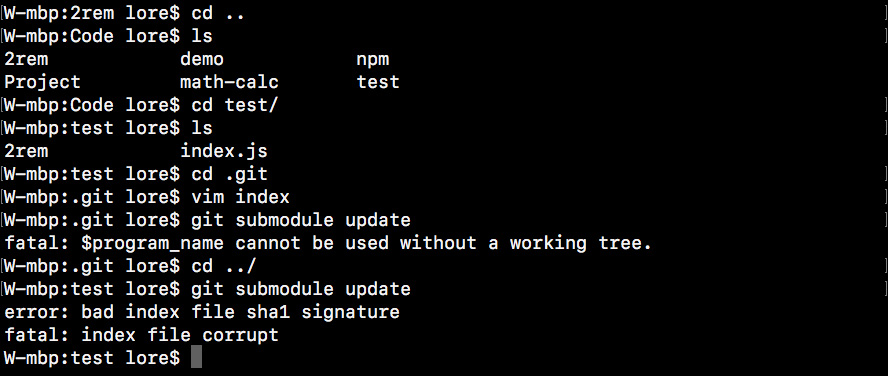 [W-mbp:2rem lore$ cd ..                                                          ]
[W-mbp:Code lore$ ls                                                             ]
2rem            demo            npm
Project         math-calc       test
[W-mbp:Code lore$ cd test/                                                       ]
[W-mbp:test lore$ ls                                                             ]
2rem            index.js
[W-mbp:test lore$ cd .git                                                        ]
[W-mbp:.git lore$ vim index                                                      ]
[W-mbp:.git lore$ git submodule update                                           ]
fatal: $program_name cannot be used without a working tree.
[W-mbp:.git lore$ cd ../                                                         ]
[W-mbp:test lore$ git submodule update                                           ]
error: bad index file sha1 signature
fatal: index file corrupt
W-mbp:test lore$